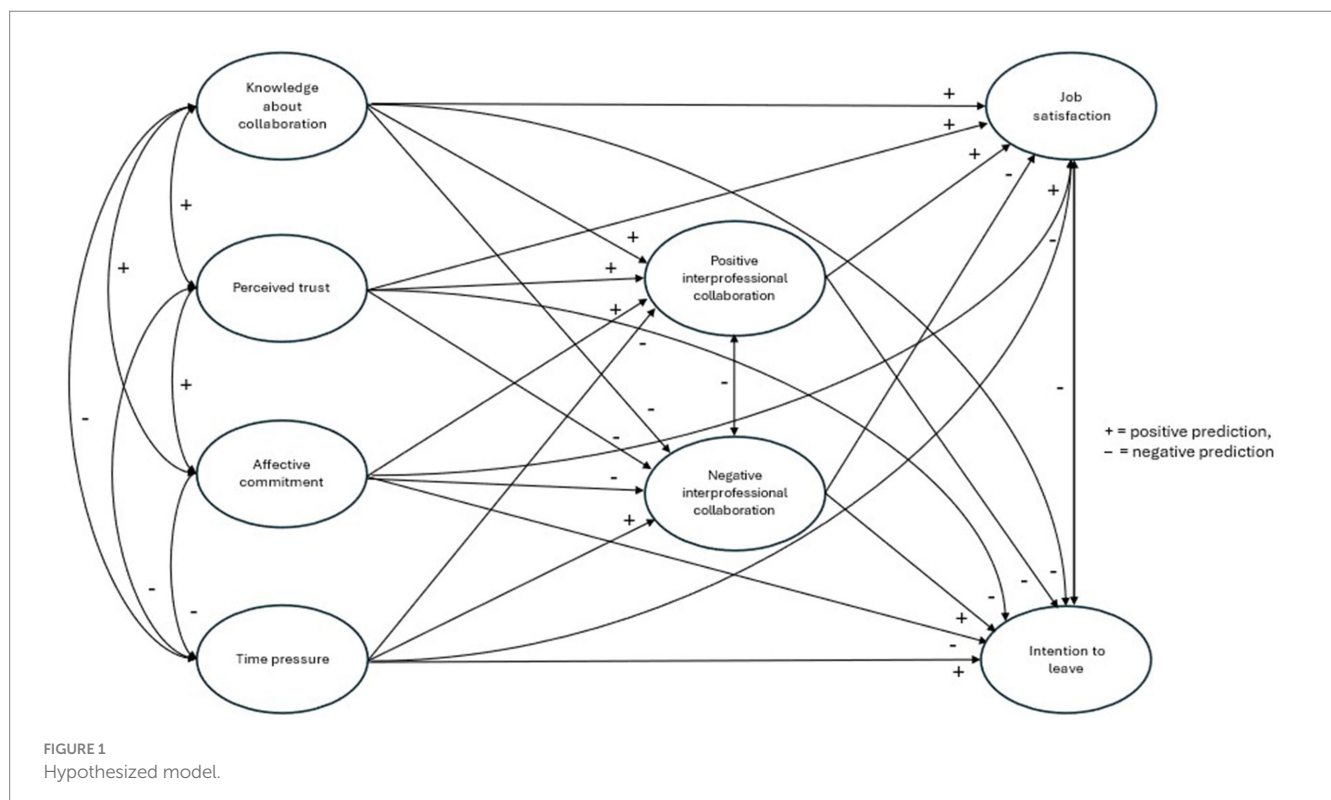 Knowledge
about
collaboration
Perceived trust
Affective
commitment
Time pressure
Positive
interprofessional
collaboration
Negative
interprofessional
collaboration
Job
satisfaction
Intention to
leave
+
+
+
-
-
-
+
+
+
-
-
-
-
+
+
+
+
-
+
-
-
-
-
-
-
+
-
+
+ = positive prediction,
– = negative prediction
FIGURE 1
Hypothesized model.